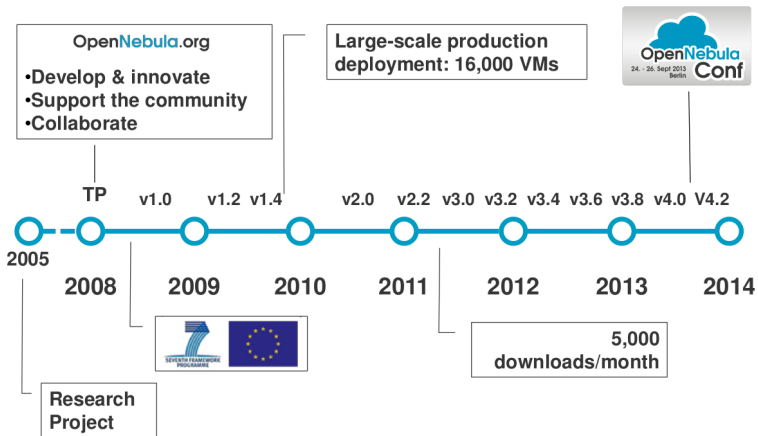 OpenNebula.org
•Develop & innovate
•Support the community
•Collaborate
Large-scale production
deployment: 16,000 VMs
OpenNebula
24. - 26. Sept 2013
Berlin
Conf
TP
v1.0
v1.2
v1.4
v2.0
v2.2
v3.0
v3.2
v3.4
v3.6
v3.8
v4.0
V4.2
2005
2008
2009
2010
2011
2012
2013
2014
7
SEVENTH FRAMEWORK
PROGRAMME
5,000
downloads/month
Research
Project